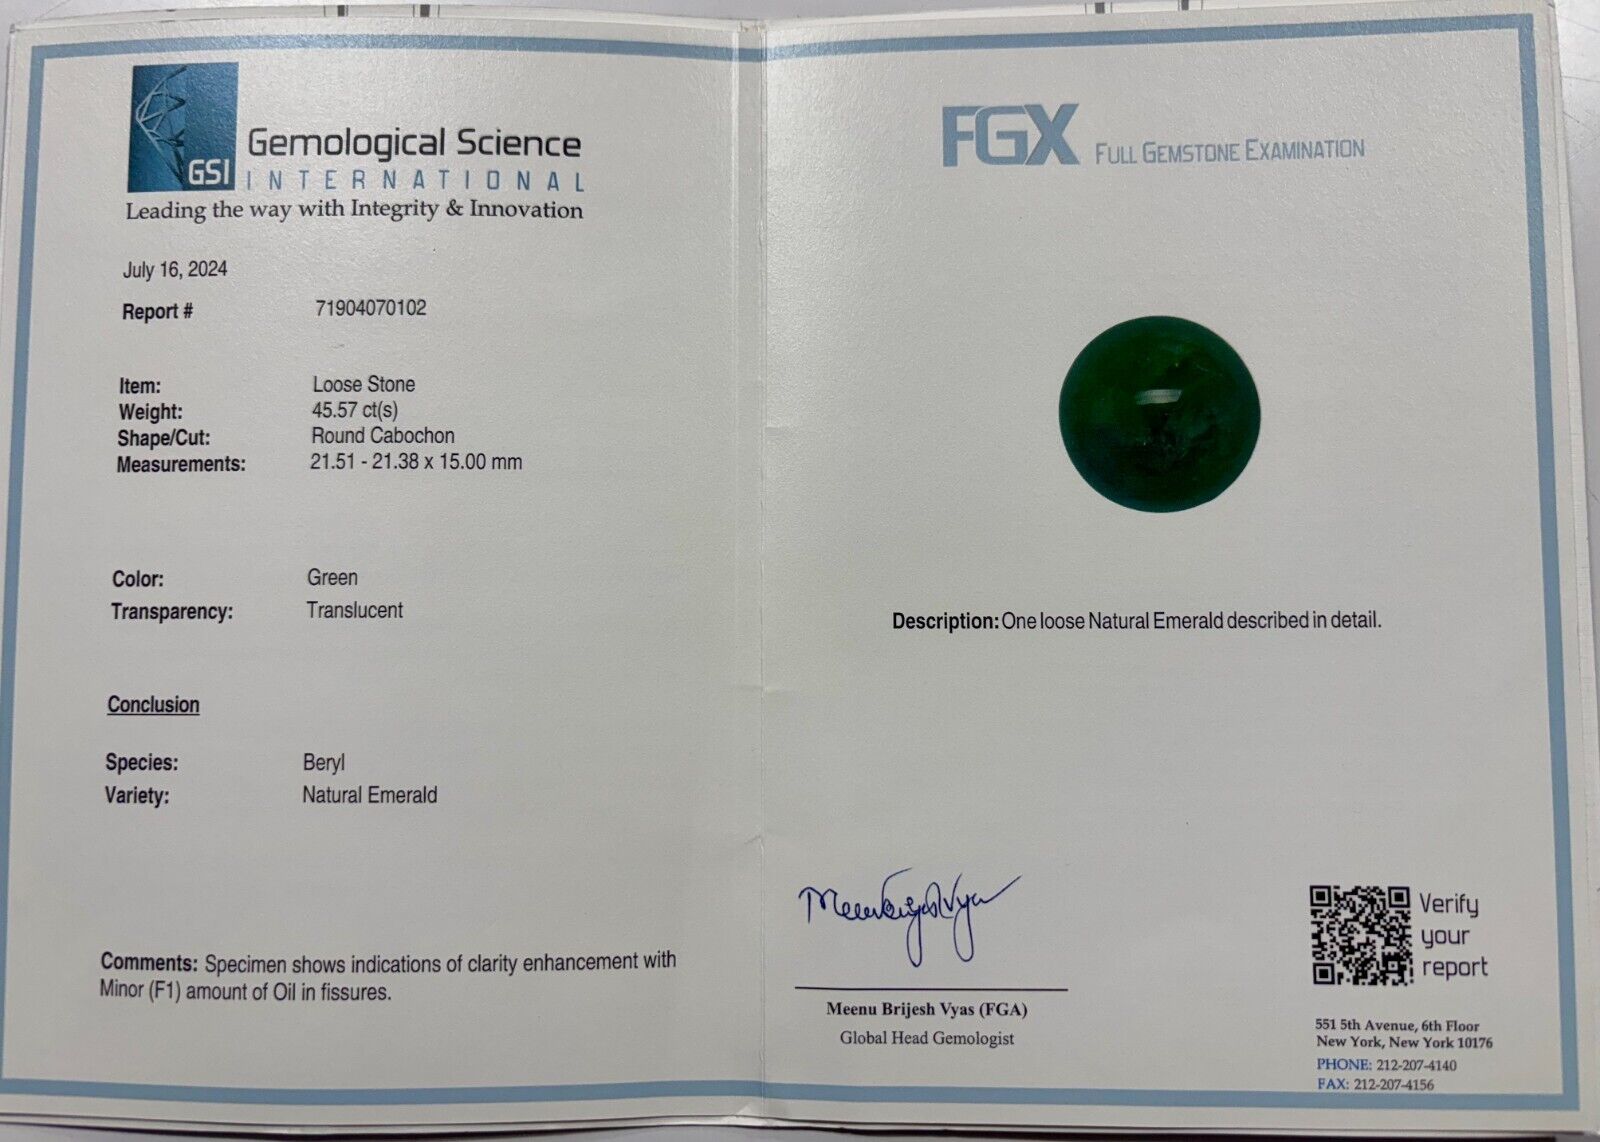 GSI
Gemological Science
INTERNATIONAL
Leading the way with Integrity & Innovation
July 16, 2024
Report # 71904070102
Item: Loose Stone
Weight: 45.57 ct(s)
Shape/Cut: Round Cabochon
Measurements: 21.51 - 21.38 x 15.00 mm
Color: Green
Transparency: Translucent
Conclusion
Species: Beryl
Variety: Natural Emerald
Comments: Specimen shows indications of clarity enhancement with
Minor (F1) amount of Oil in fissures.
FGX FULL GEMSTONE EXAMINATION
Description: One loose Natural Emerald described in detail.
Meenu Brijesh Vyas (FGA)
Global Head Gemologist
Verify
your
report
551 5th Avenue, 6th Floor
New York, New York 10176
PHONE: 212-207-4140
FAX: 212-207-4156